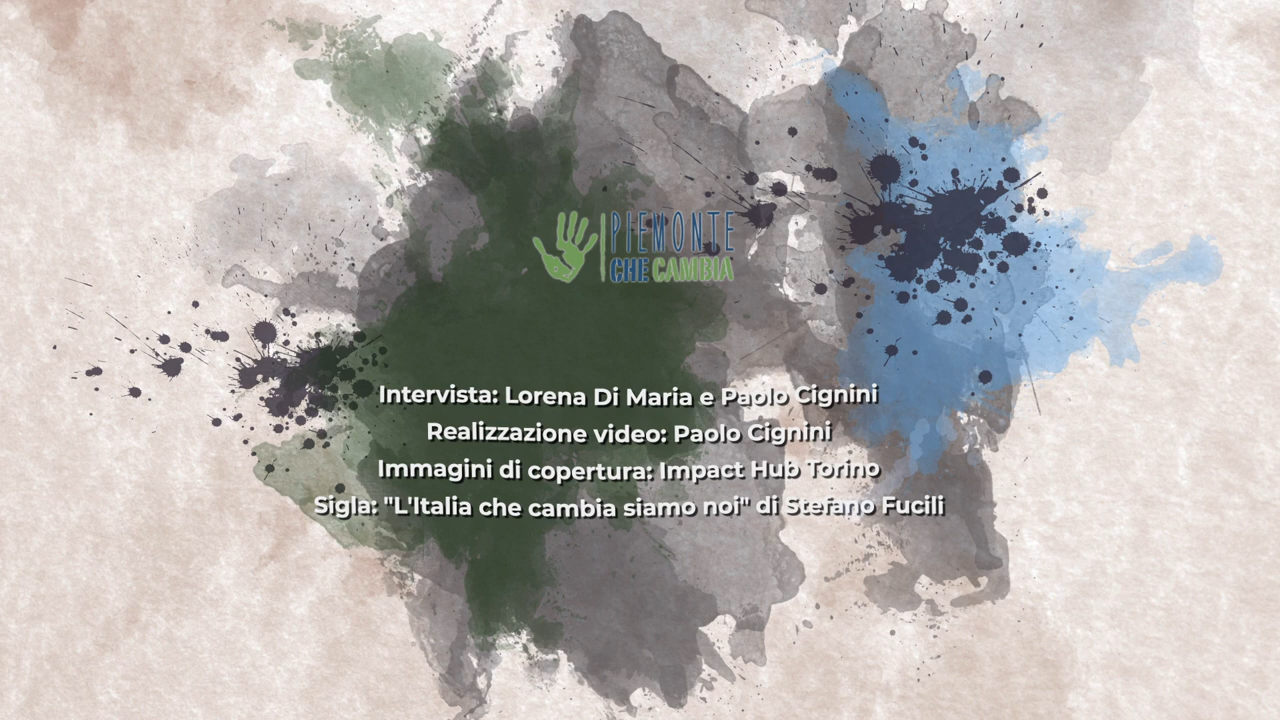 PIEMONTE
CHE CAMBIA
Intervista: Lorena Di Maria e Paolo Cignini
Realizzazione video: Paolo Cignini
Immagini di copertura: Impact Hub Torino
Sigla: "L'Italia che cambia siamo noi" di Stefano Fucili